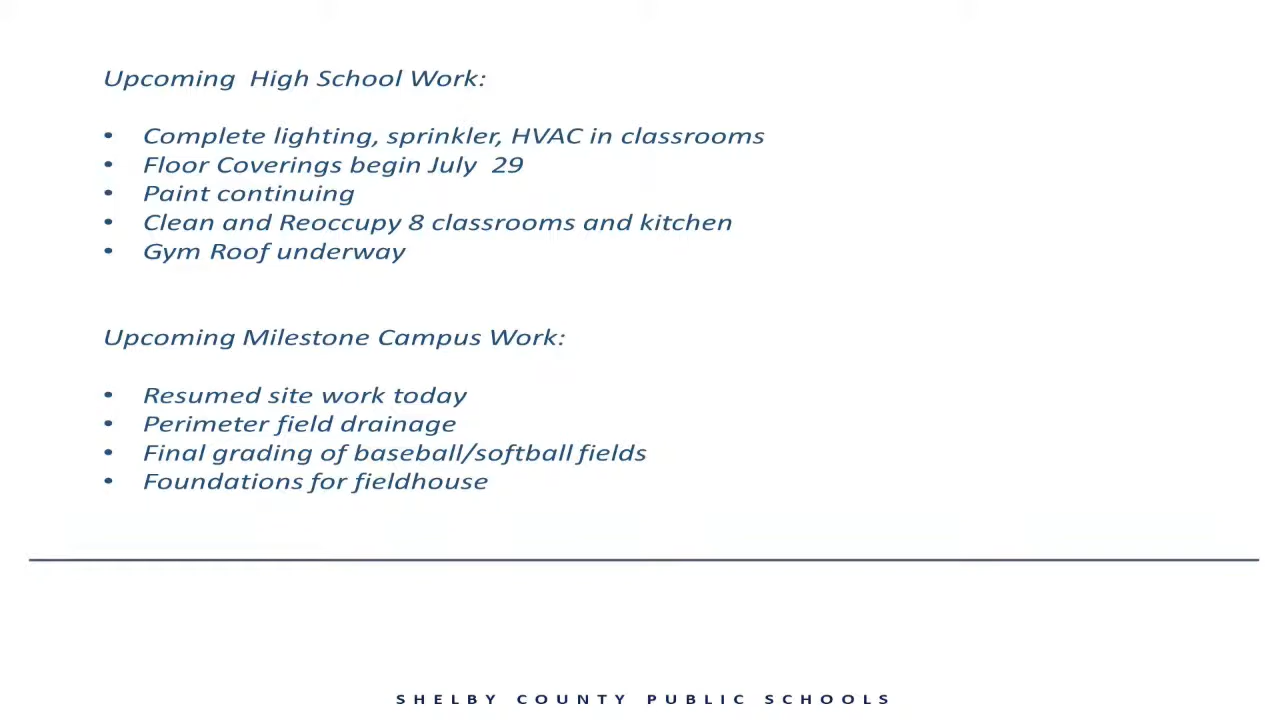 Upcoming High School Work:
• Complete lighting, sprinkler, HVAC in classrooms
• Floor Coverings begin July 29
• Paint continuing
• Clean and Reoccupy 8 classrooms and kitchen
• Gym Roof underway
Upcoming Milestone Campus Work:
• Resumed site work today
• Perimeter field drainage
• Final grading of baseball/softball fields
• Foundations for fieldhouse
SHELBY COUNTY PUBLIC SCHOOLS